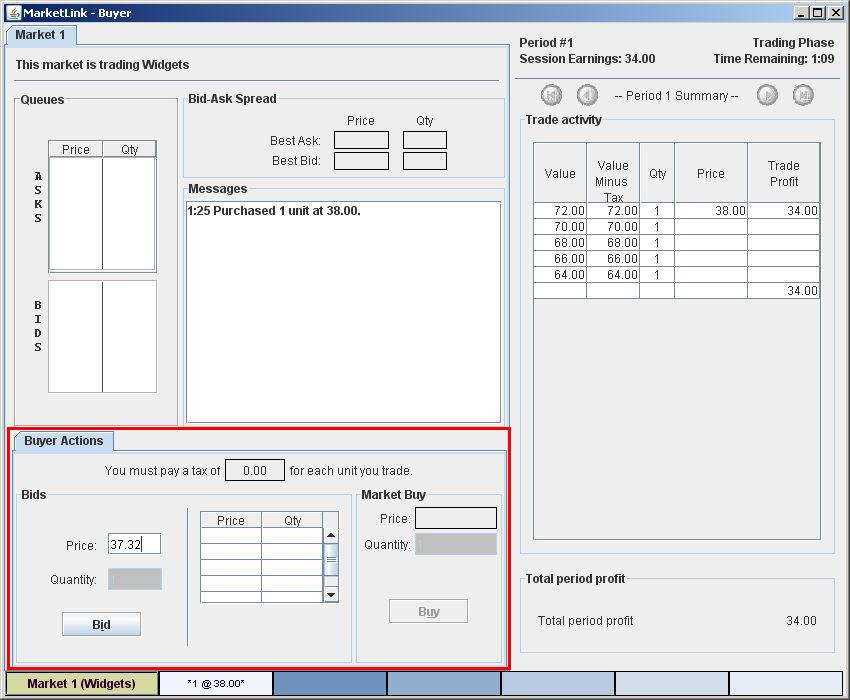 MarketLink - Buyer
Market 1
This market is trading Widgets
Period #1 Trading Phase
Session Earnings: 34.00 Time Remaining: 1:09
-- Period 1 Summary --
Queues
Price Qty
ASKS
BIDS
Bid-Ask Spread
Price Qty
Best Ask:
Best Bid:
Messages
1:25 Purchased 1 unit at 38.00.
Trade activity
Value Value Minus Tax Qty Price Trade Profit
72.00 72.00 1 38.00 34.00
70.00 70.00 1
68.00 68.00 1
66.00 66.00 1
64.00 64.00 1
34.00
Buyer Actions
You must pay a tax of 0.00 for each unit you trade.
Bids
Price: 37.32
Quantity:
Bid
Price Qty
Market Buy
Price:
Quantity:
Buy
Total period profit
Total period profit 34.00
Market 1 (Widgets) *1 @ 38.00*